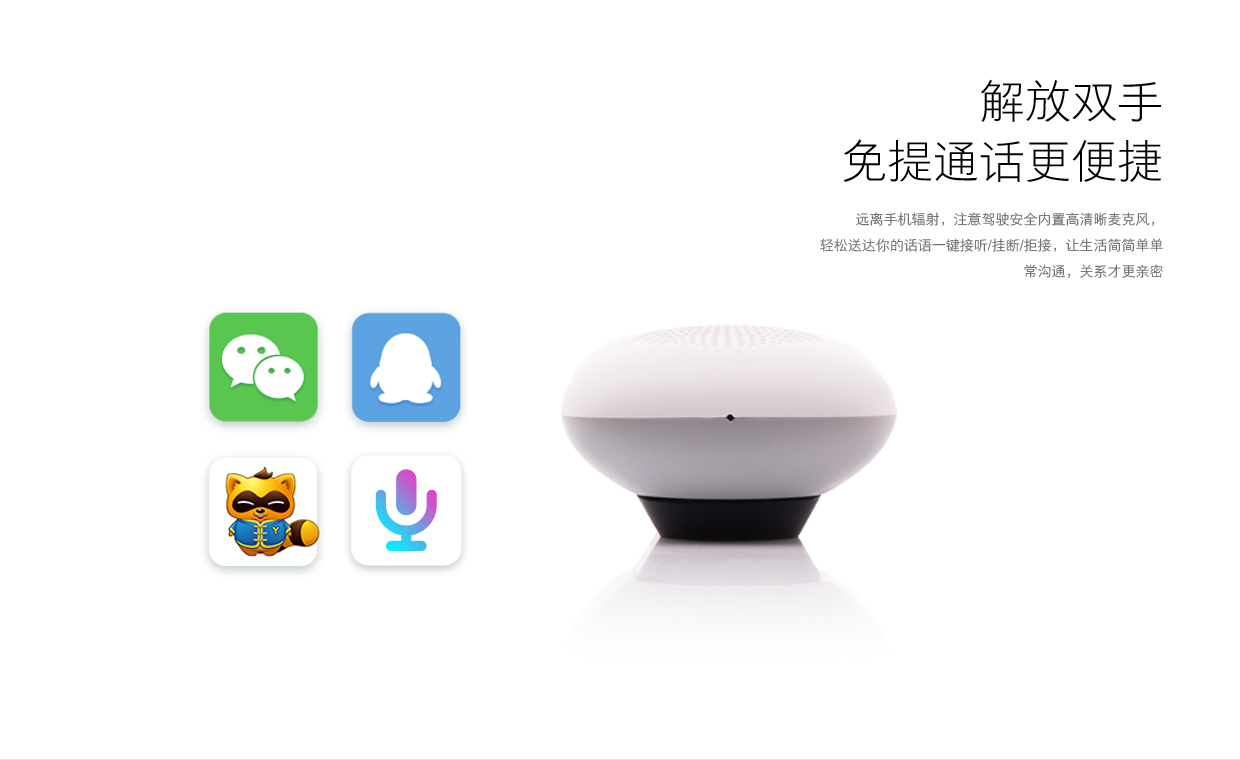 解放双手
免提通话更便捷
远离手机辐射，注意驾驶安全内置高清晰麦克风，
轻松送达你的话语一键接听/挂断/拒接，让生活简简单单
常沟通，关系才更亲密
Y